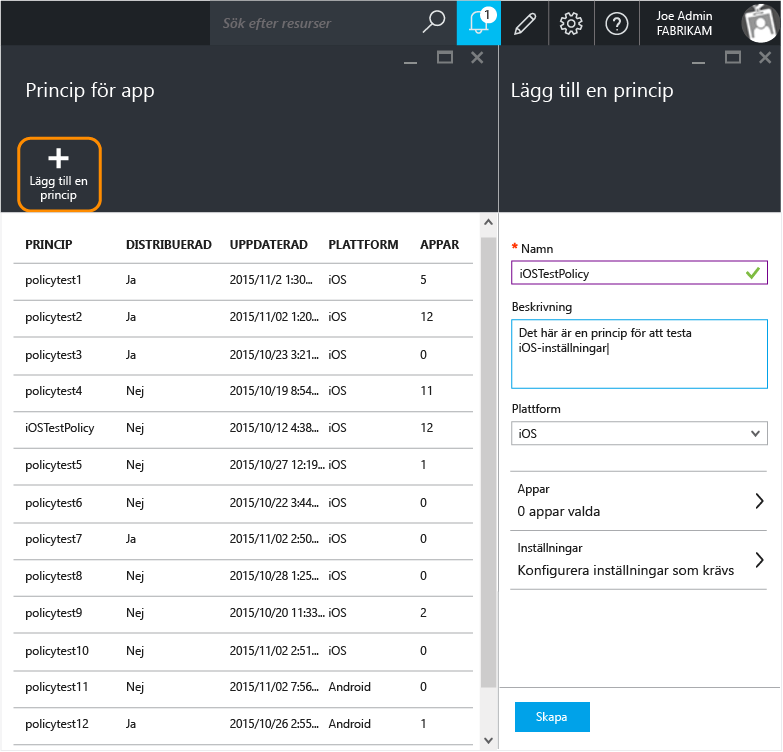 Sök efter resurser
1
Joe Admin
FABRIKAM
Princip för app
Lägg till en
princip
PRINCIP DISTRIBUERAD UPPDATERAD PLATTFORM APPAR
policytest1 Ja 2015/11/2 1:30... iOS 5
policytest2 Ja 2015/11/02 1:20... iOS 12
policytest3 Ja 2015/10/23 3:21... iOS 0
policytest4 Nej 2015/10/19 8:54... iOS 11
iOSTestPolicy Nej 2015/10/12 4:38... iOS 12
policytest5 Nej 2015/10/27 12:19... iOS 1
policytest6 Nej 2015/10/22 3:44... iOS 0
policytest7 Ja 2015/11/02 2:50... iOS 0
policytest8 Nej 2015/10/28 1:25... iOS 0
policytest9 Nej 2015/10/20 11:33... iOS 2
policytest10 Nej 2015/11/02 2:51... iOS 0
policytest11 Nej 2015/11/02 7:56... Android 0
policytest12 Ja 2015/10/26 2:55... Android 1
Lägg till en princip
* Namn
iOSTestPolicy
Beskrivning
Det här är en princip för att testa
iOS-inställningar
Plattform
iOS
Appar
0 appar valda
Inställningar
Konfigurera inställningar som krävs
Skapa